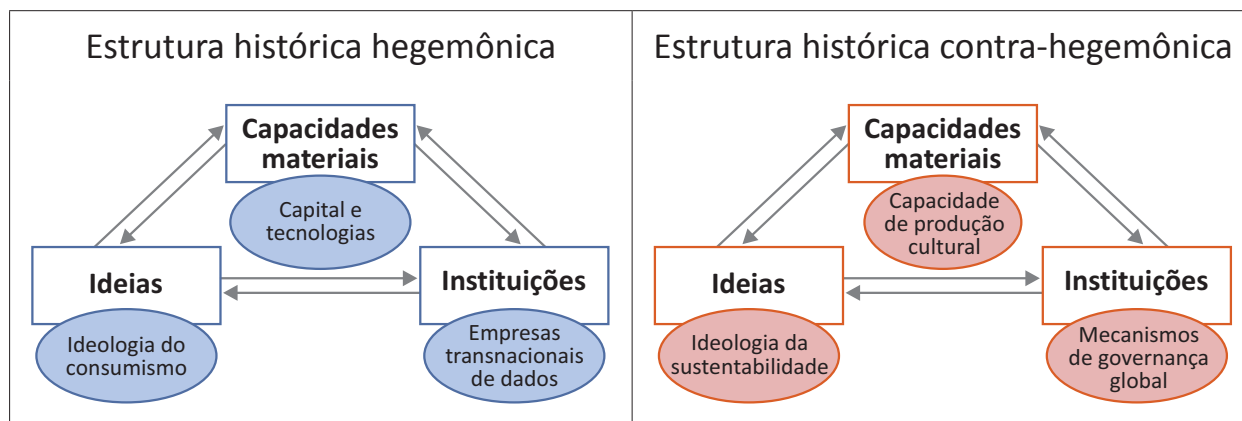 Estrutura histórica hegemônica
Capacidades
materiais
Capital e
tecnologias
Ideias
Ideologia do
consumismo
Instituições
Empresas
transnacionais
de dados
Estrutura histórica contra-hegemônica
Capacidades
materiais
Capacidade
de produção
cultural
Ideias
Ideologia da
sustentabilidade
Instituições
Mecanismos
de governança
global